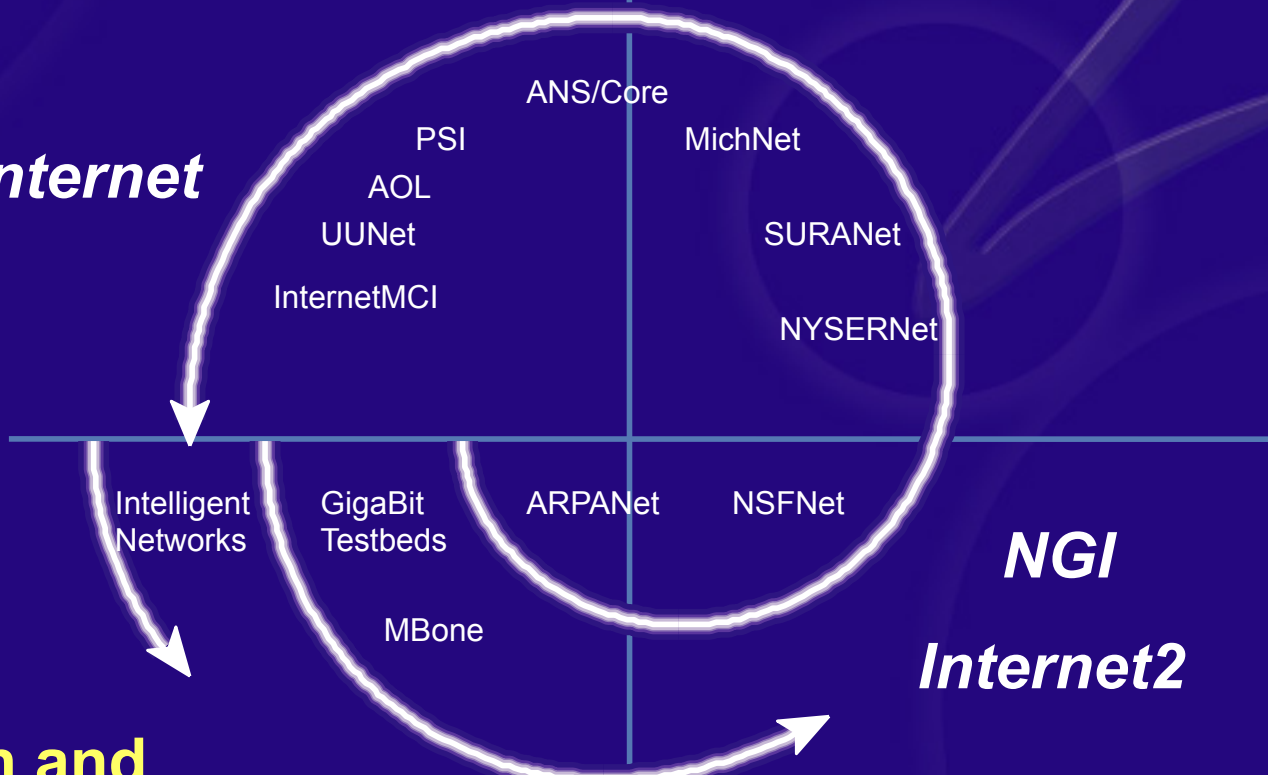 ANS/Core
PSI
MichNet
nternet
AOL
UUNet
SURANet
InternetMCI
NYSERNet
Intelligent
Networks
GigaBit
Testbeds
ARPANet
NSFNet
NGI
MBone
Internet2
and